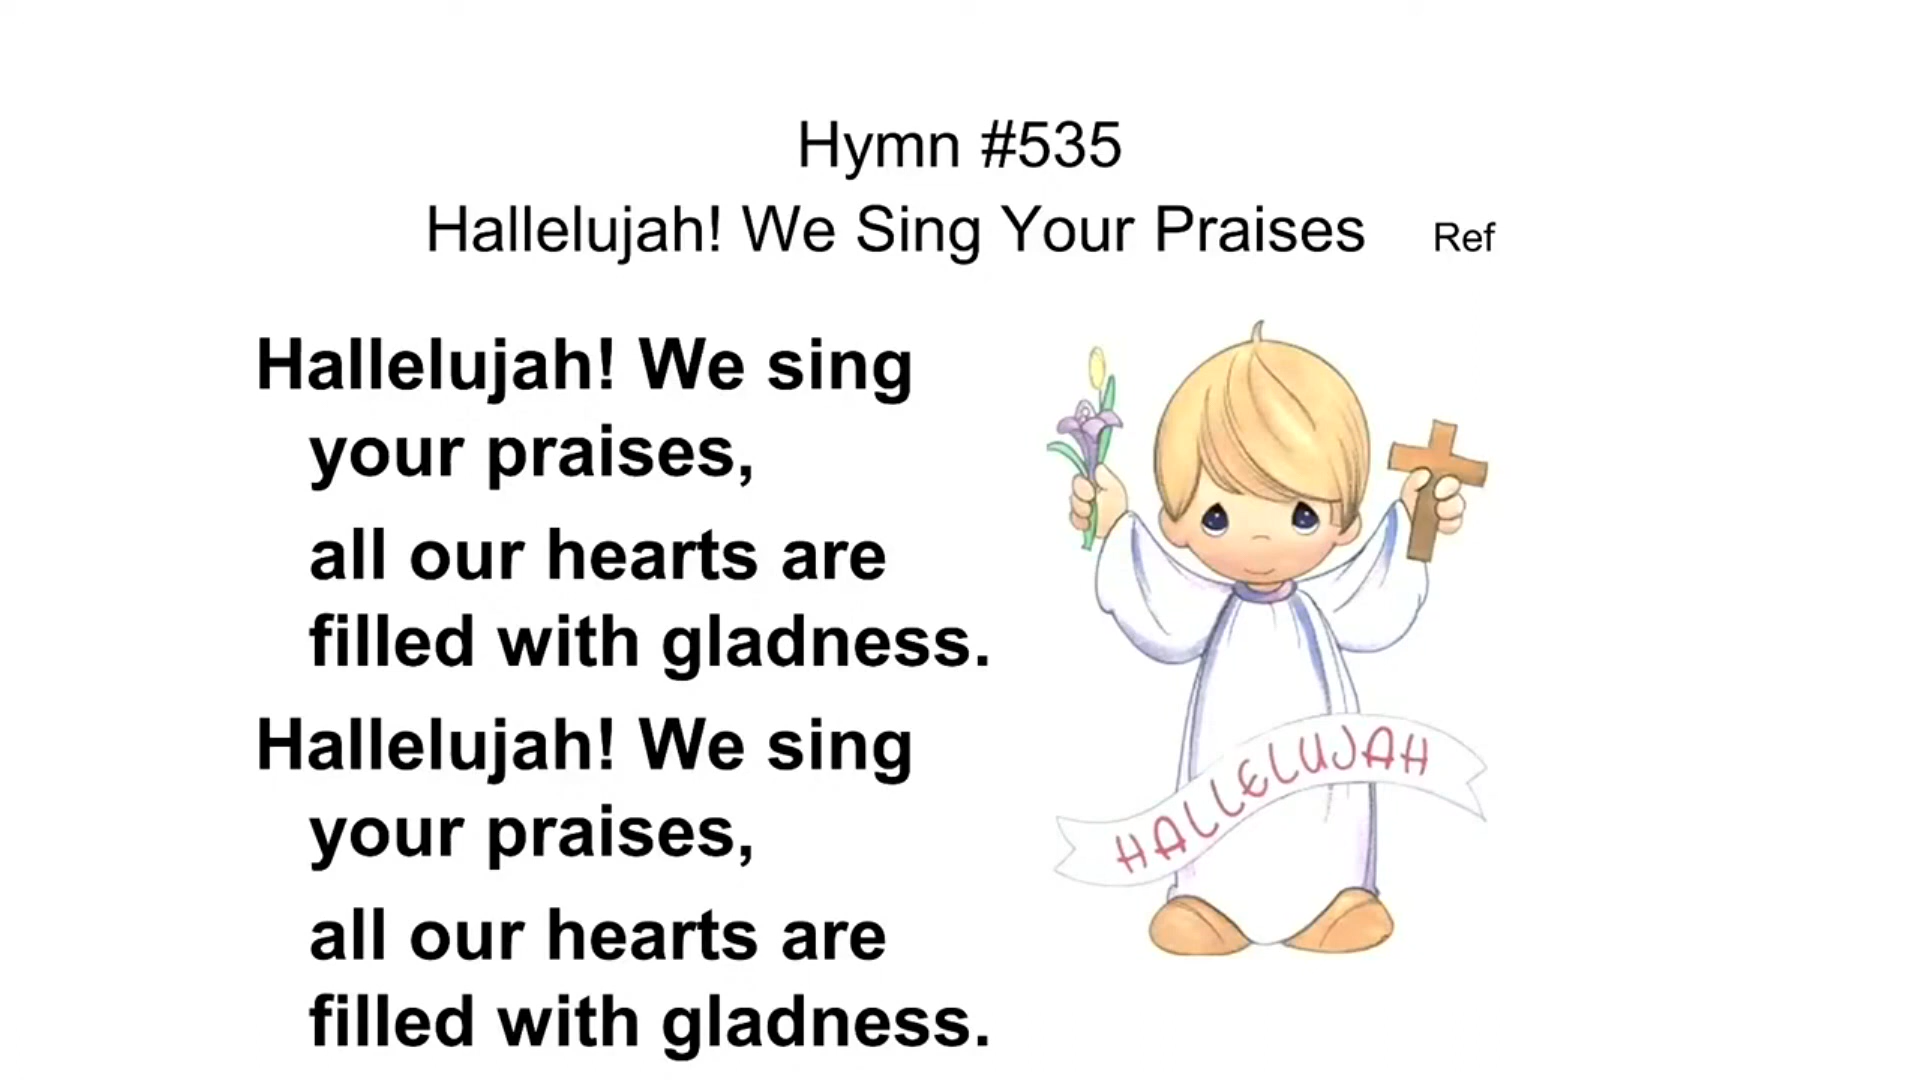 Hymn #535
Hallelujah! We Sing Your Praises Ref
Hallelujah! We sing
your praises,
all our hearts are
filled with gladness.
Hallelujah! We sing
your praises,
all our hearts are
filled with gladness.
HALLELUJAH